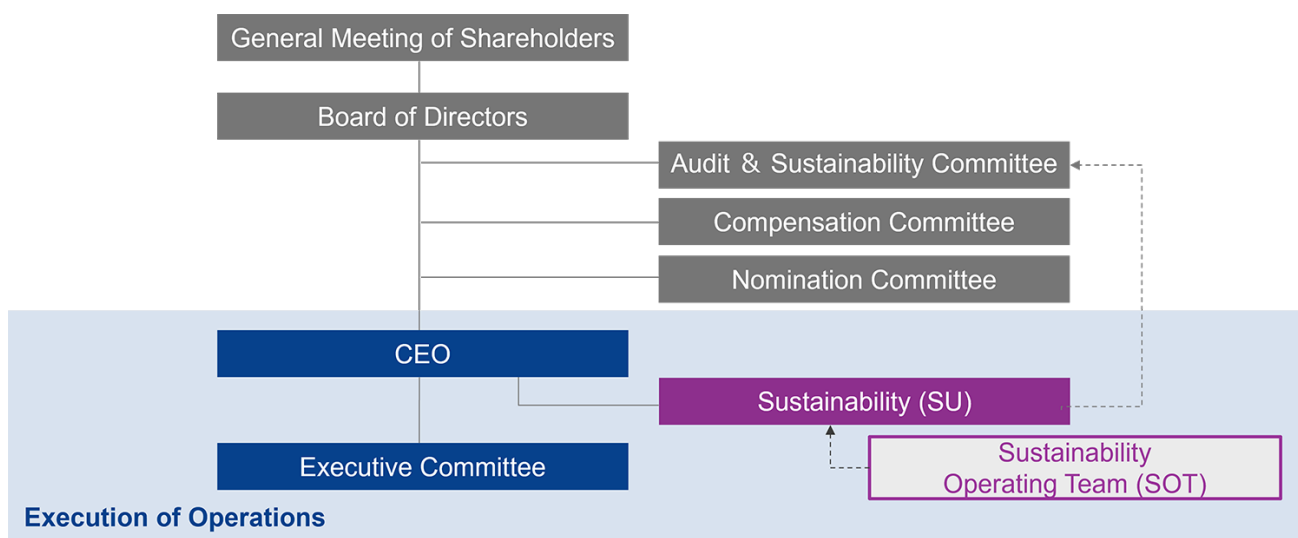 General Meeting of Shareholders
Board of Directors
Audit & Sustainability Committee
Compensation Committee
Nomination Committee
CEO
Sustainability (SU)
Executive Committee
Sustainability
Operating Team (SOT)
Execution of Operations